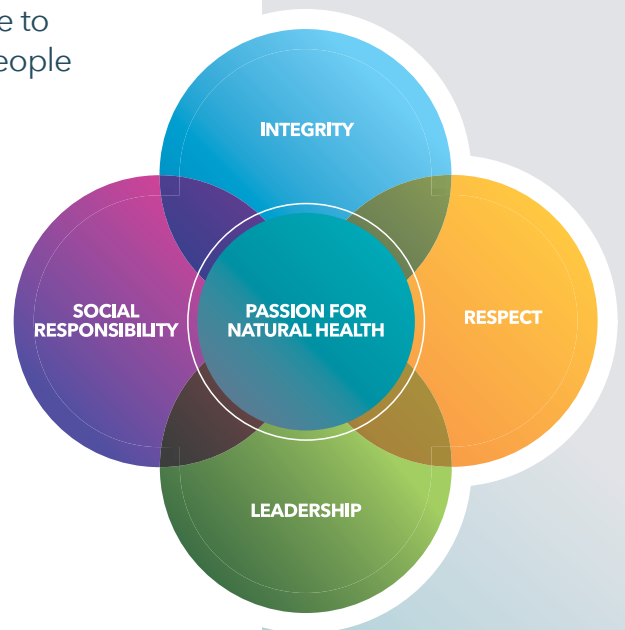 e to
eople
INTEGRITY
SOCIAL
RESPONSIBILITY
PASSION FOR
NATURAL HEALTH
RESPECT
LEADERSHIP